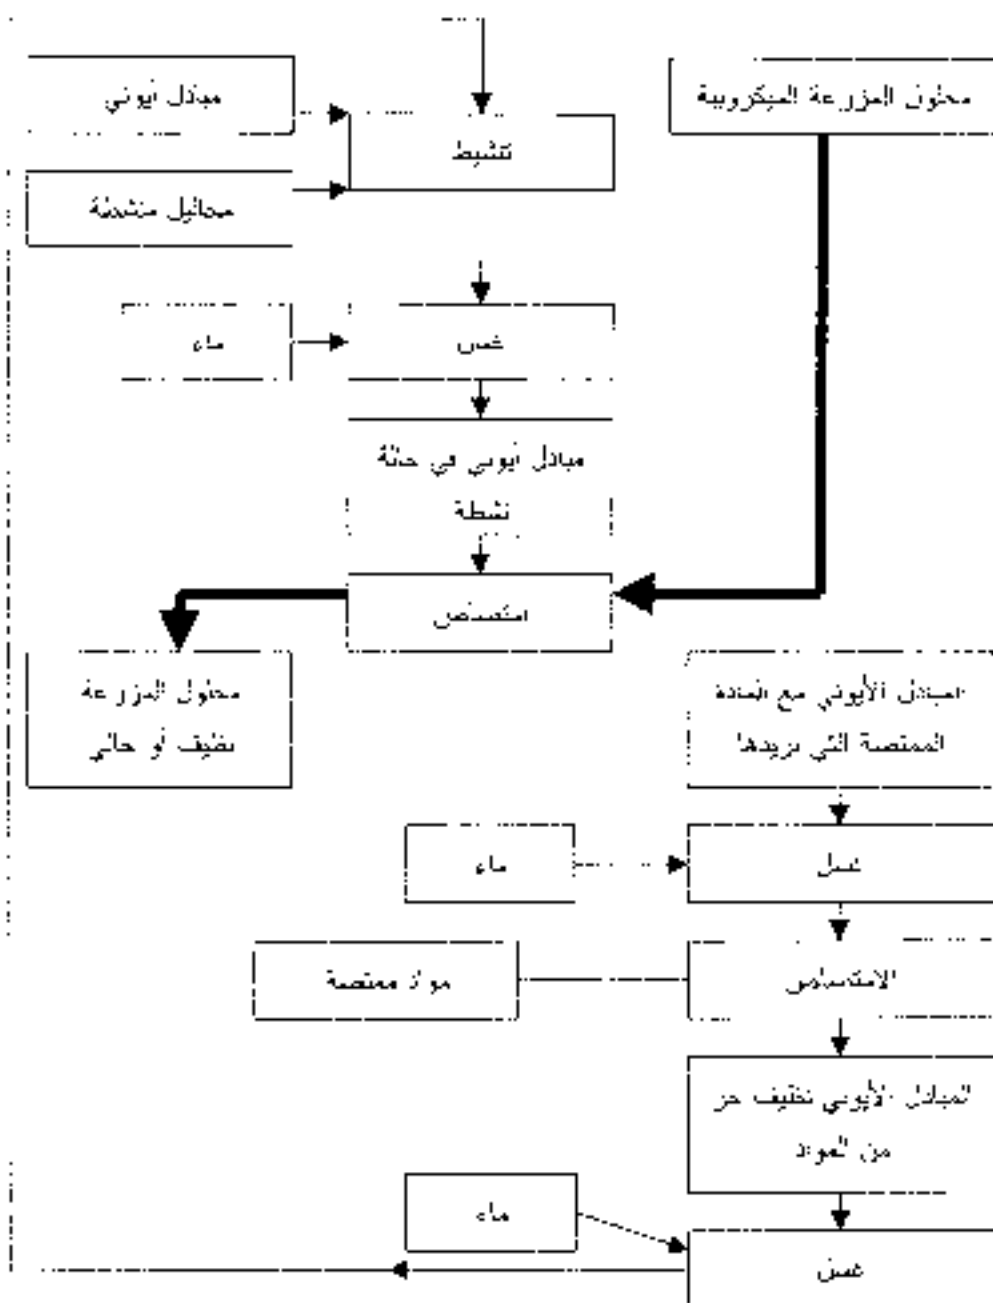 محلول المزرعة الميكروبية
مبادل أيوني
تنشيط
محاليل منشطة
غسل
ماء
مبادل أيوني في حالة
نشطة
امتصاص
محلول المزرعة
نظيف أو خالي
المبادل الأيوني مع المادة
الممتصة التي نريدها
غسل
ماء
الامتصاص
مواد ممتصة
المبادل الأيوني نظيف حر
من المواد
ماء
غسل